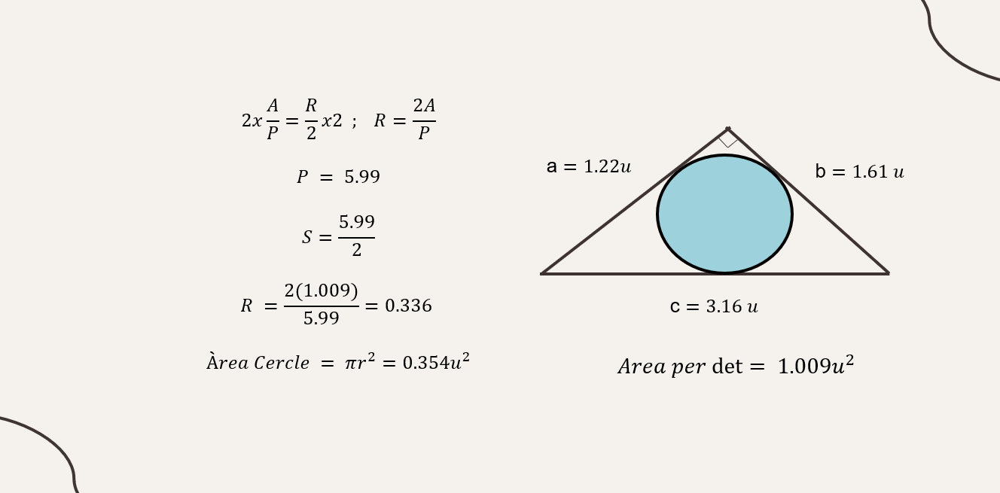 2x A/P = R/2 x2 ; R = 2A/P
P = 5.99
S = 5.99/2
R = 2(1.009)/5.99 = 0.336
Àrea Cercle = πr² = 0.354u²
a = 1.22u
b = 1.61 u
c = 3.16 u
Area per det = 1.009u²